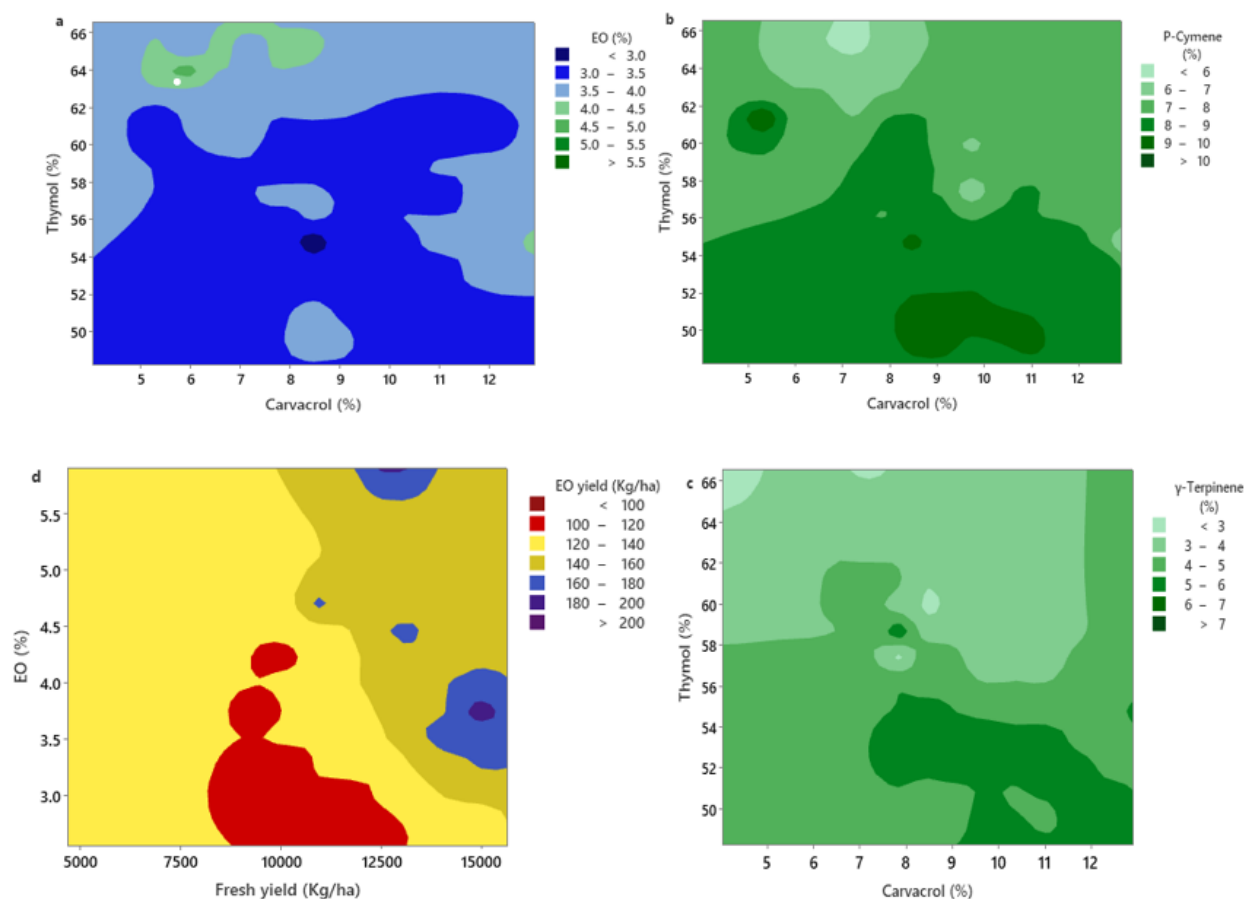 a
EO (%)
< 3.0
3.0 – 3.5
3.5 – 4.0
4.0 – 4.5
4.5 – 5.0
5.0 – 5.5
> 5.5
66
64
62
60
58
56
54
52
50
Thymol (%)
5 6 7 8 9 10 11 12
Carvacrol (%)
b
P-Cymene
(%)
< 6
6 – 7
7 – 8
8 – 9
9 – 10
> 10
66
64
62
60
58
56
54
52
50
Thymol (%)
5 6 7 8 9 10 11 12
Carvacrol (%)
d
EO yield (Kg/ha)
< 100
100 – 120
120 – 140
140 – 160
160 – 180
180 – 200
> 200
5.5
5.0
4.5
4.0
3.5
3.0
EO (%)
5000 7500 10000 12500 15000
Fresh yield (Kg/ha)
c
γ-Terpinene
(%)
< 3
3 – 4
4 – 5
5 – 6
6 – 7
> 7
66
64
62
60
58
56
54
52
50
Thymol (%)
5 6 7 8 9 10 11 12
Carvacrol (%)